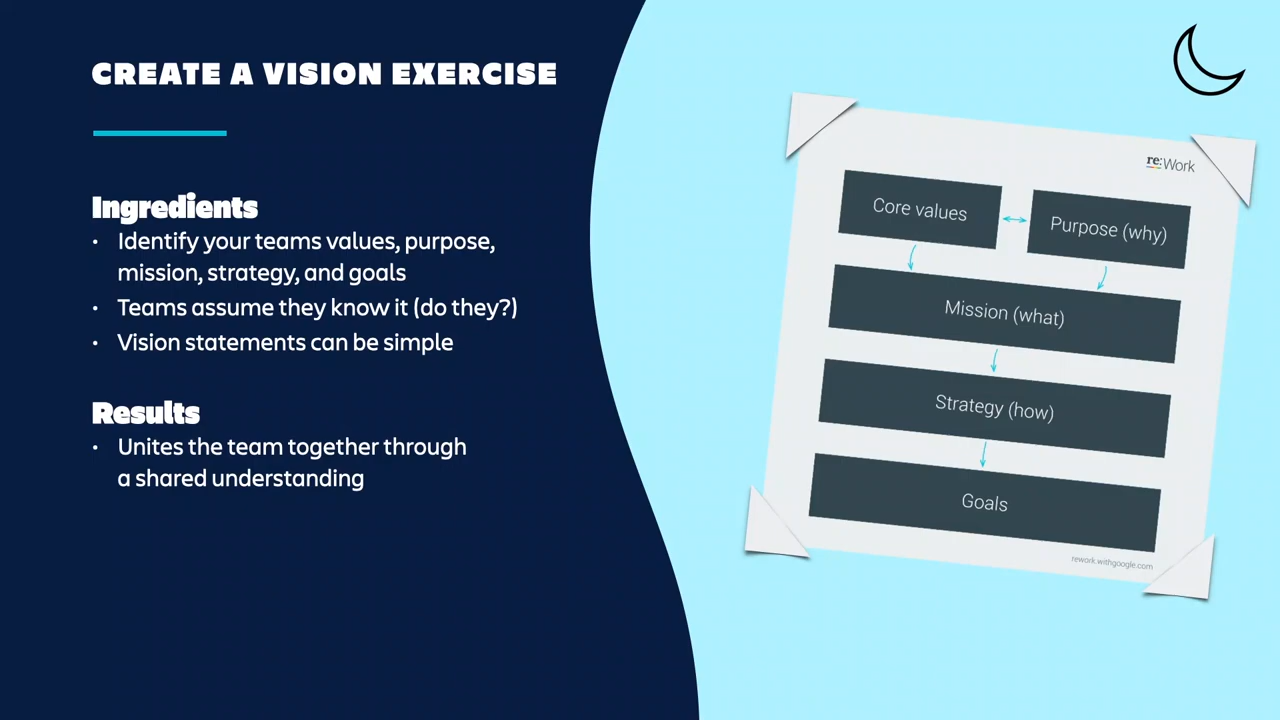 CREATE A VISION EXERCISE
Ingredients
• Identify your teams values, purpose,
mission, strategy, and goals
• Teams assume they know it (do they?)
• Vision statements can be simple
Results
• Unites the team together through
a shared understanding
re:Work
Core values
Purpose (why)
Mission (what)
Strategy (how)
Goals
rework.withgoogle.com